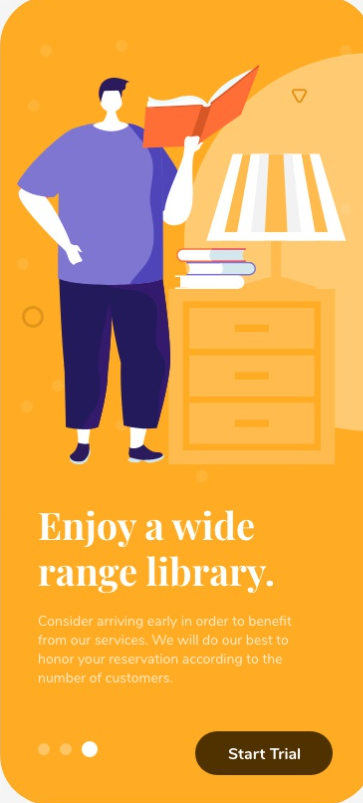 Enjoy a wide
range library.
Consider arriving early in order to benefit
from our services. We will do our best to
honor your reservation according to the
number of customers.
Start Trial